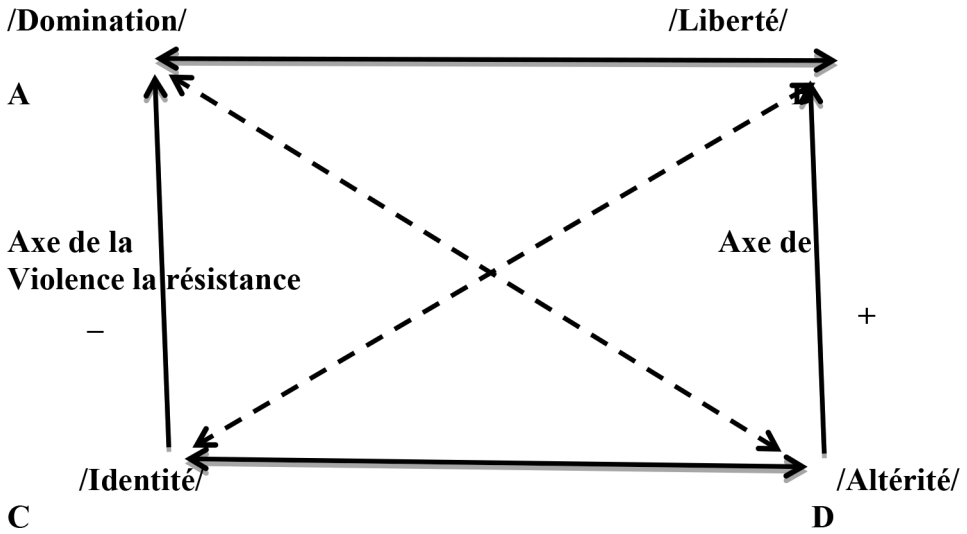 /Domination/ /Liberté/
A B
Axe de la Axe de
Violence la résistance
– +
/Identité/ /Altérité/
C D